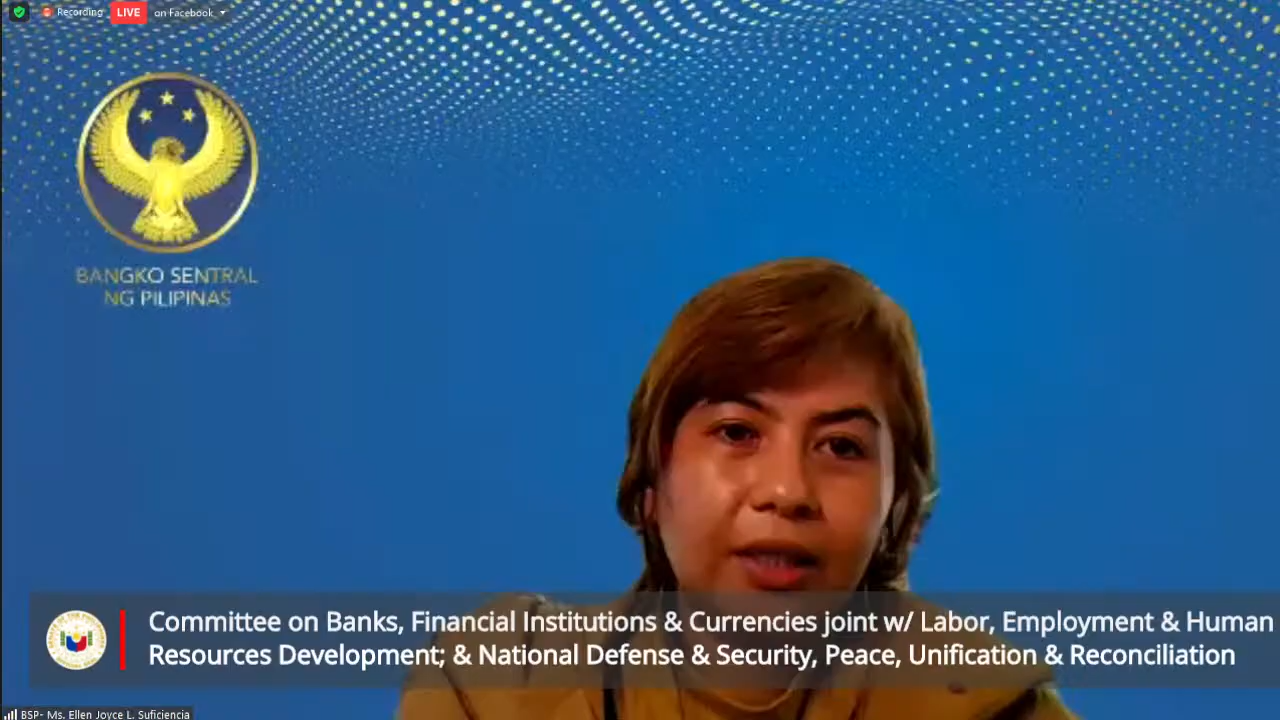 Recording LIVE on Facebook
BANGKO SENTRAL
NG PILIPINAS
Committee on Banks, Financial Institutions & Currencies joint w/ Labor, Employment & Human
Resources Development; & National Defense & Security, Peace, Unification & Reconciliation
BSP- Ms. Ellen Joyce L. Suficiencia